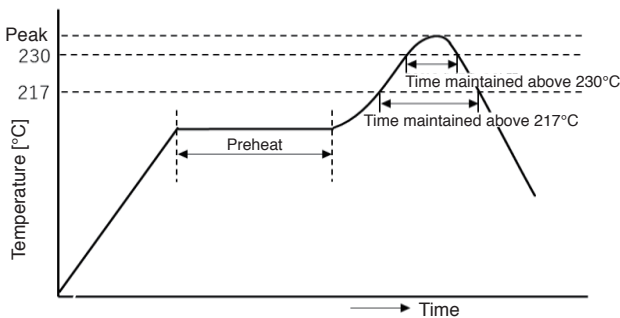 Peak
230
Time maintained above 230°C
217
Time maintained above 217°C
Preheat
Temperature [°C]
Time